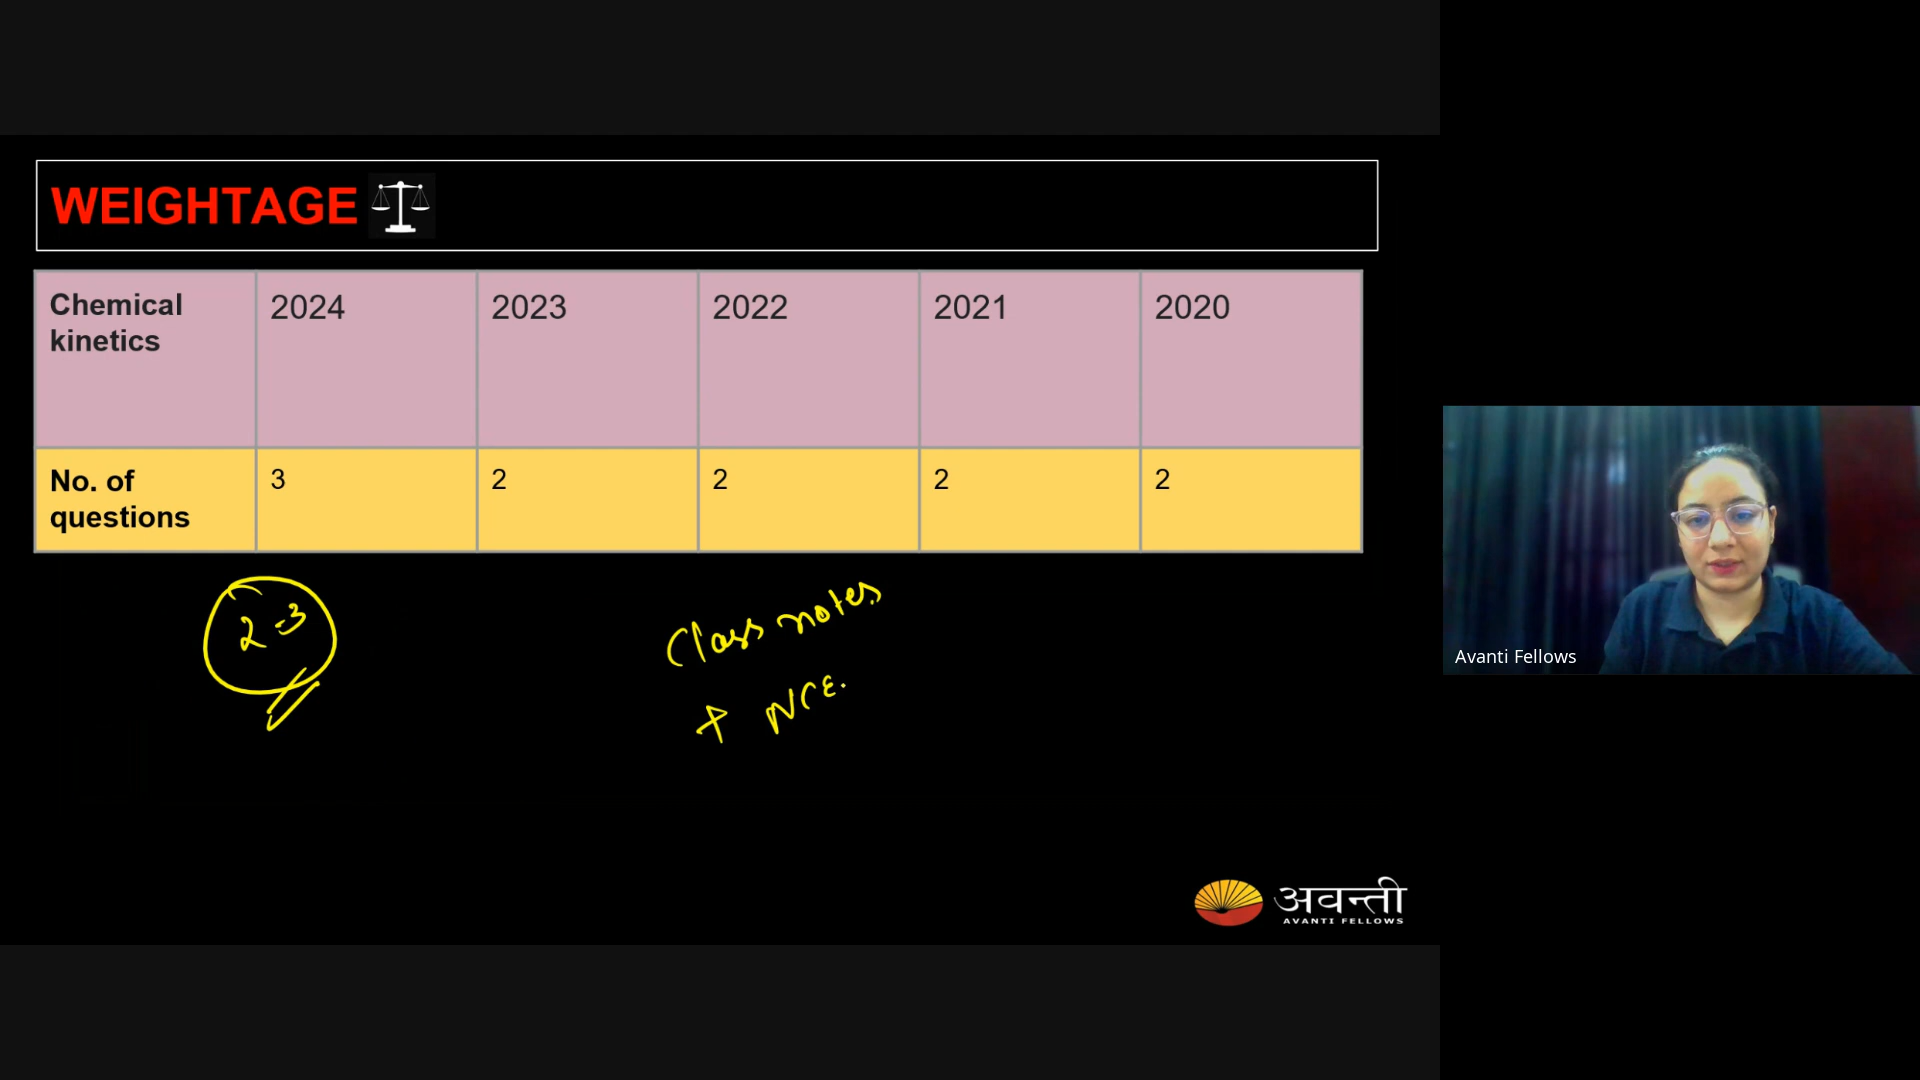 WEIGHTAGE
Chemical kinetics 2024 2023 2022 2021 2020
No. of questions 3 2 2 2 2
2-3
Class notes
+ NCE.
Avanti Fellows
अवन्ती
AVANTI FELLOWS